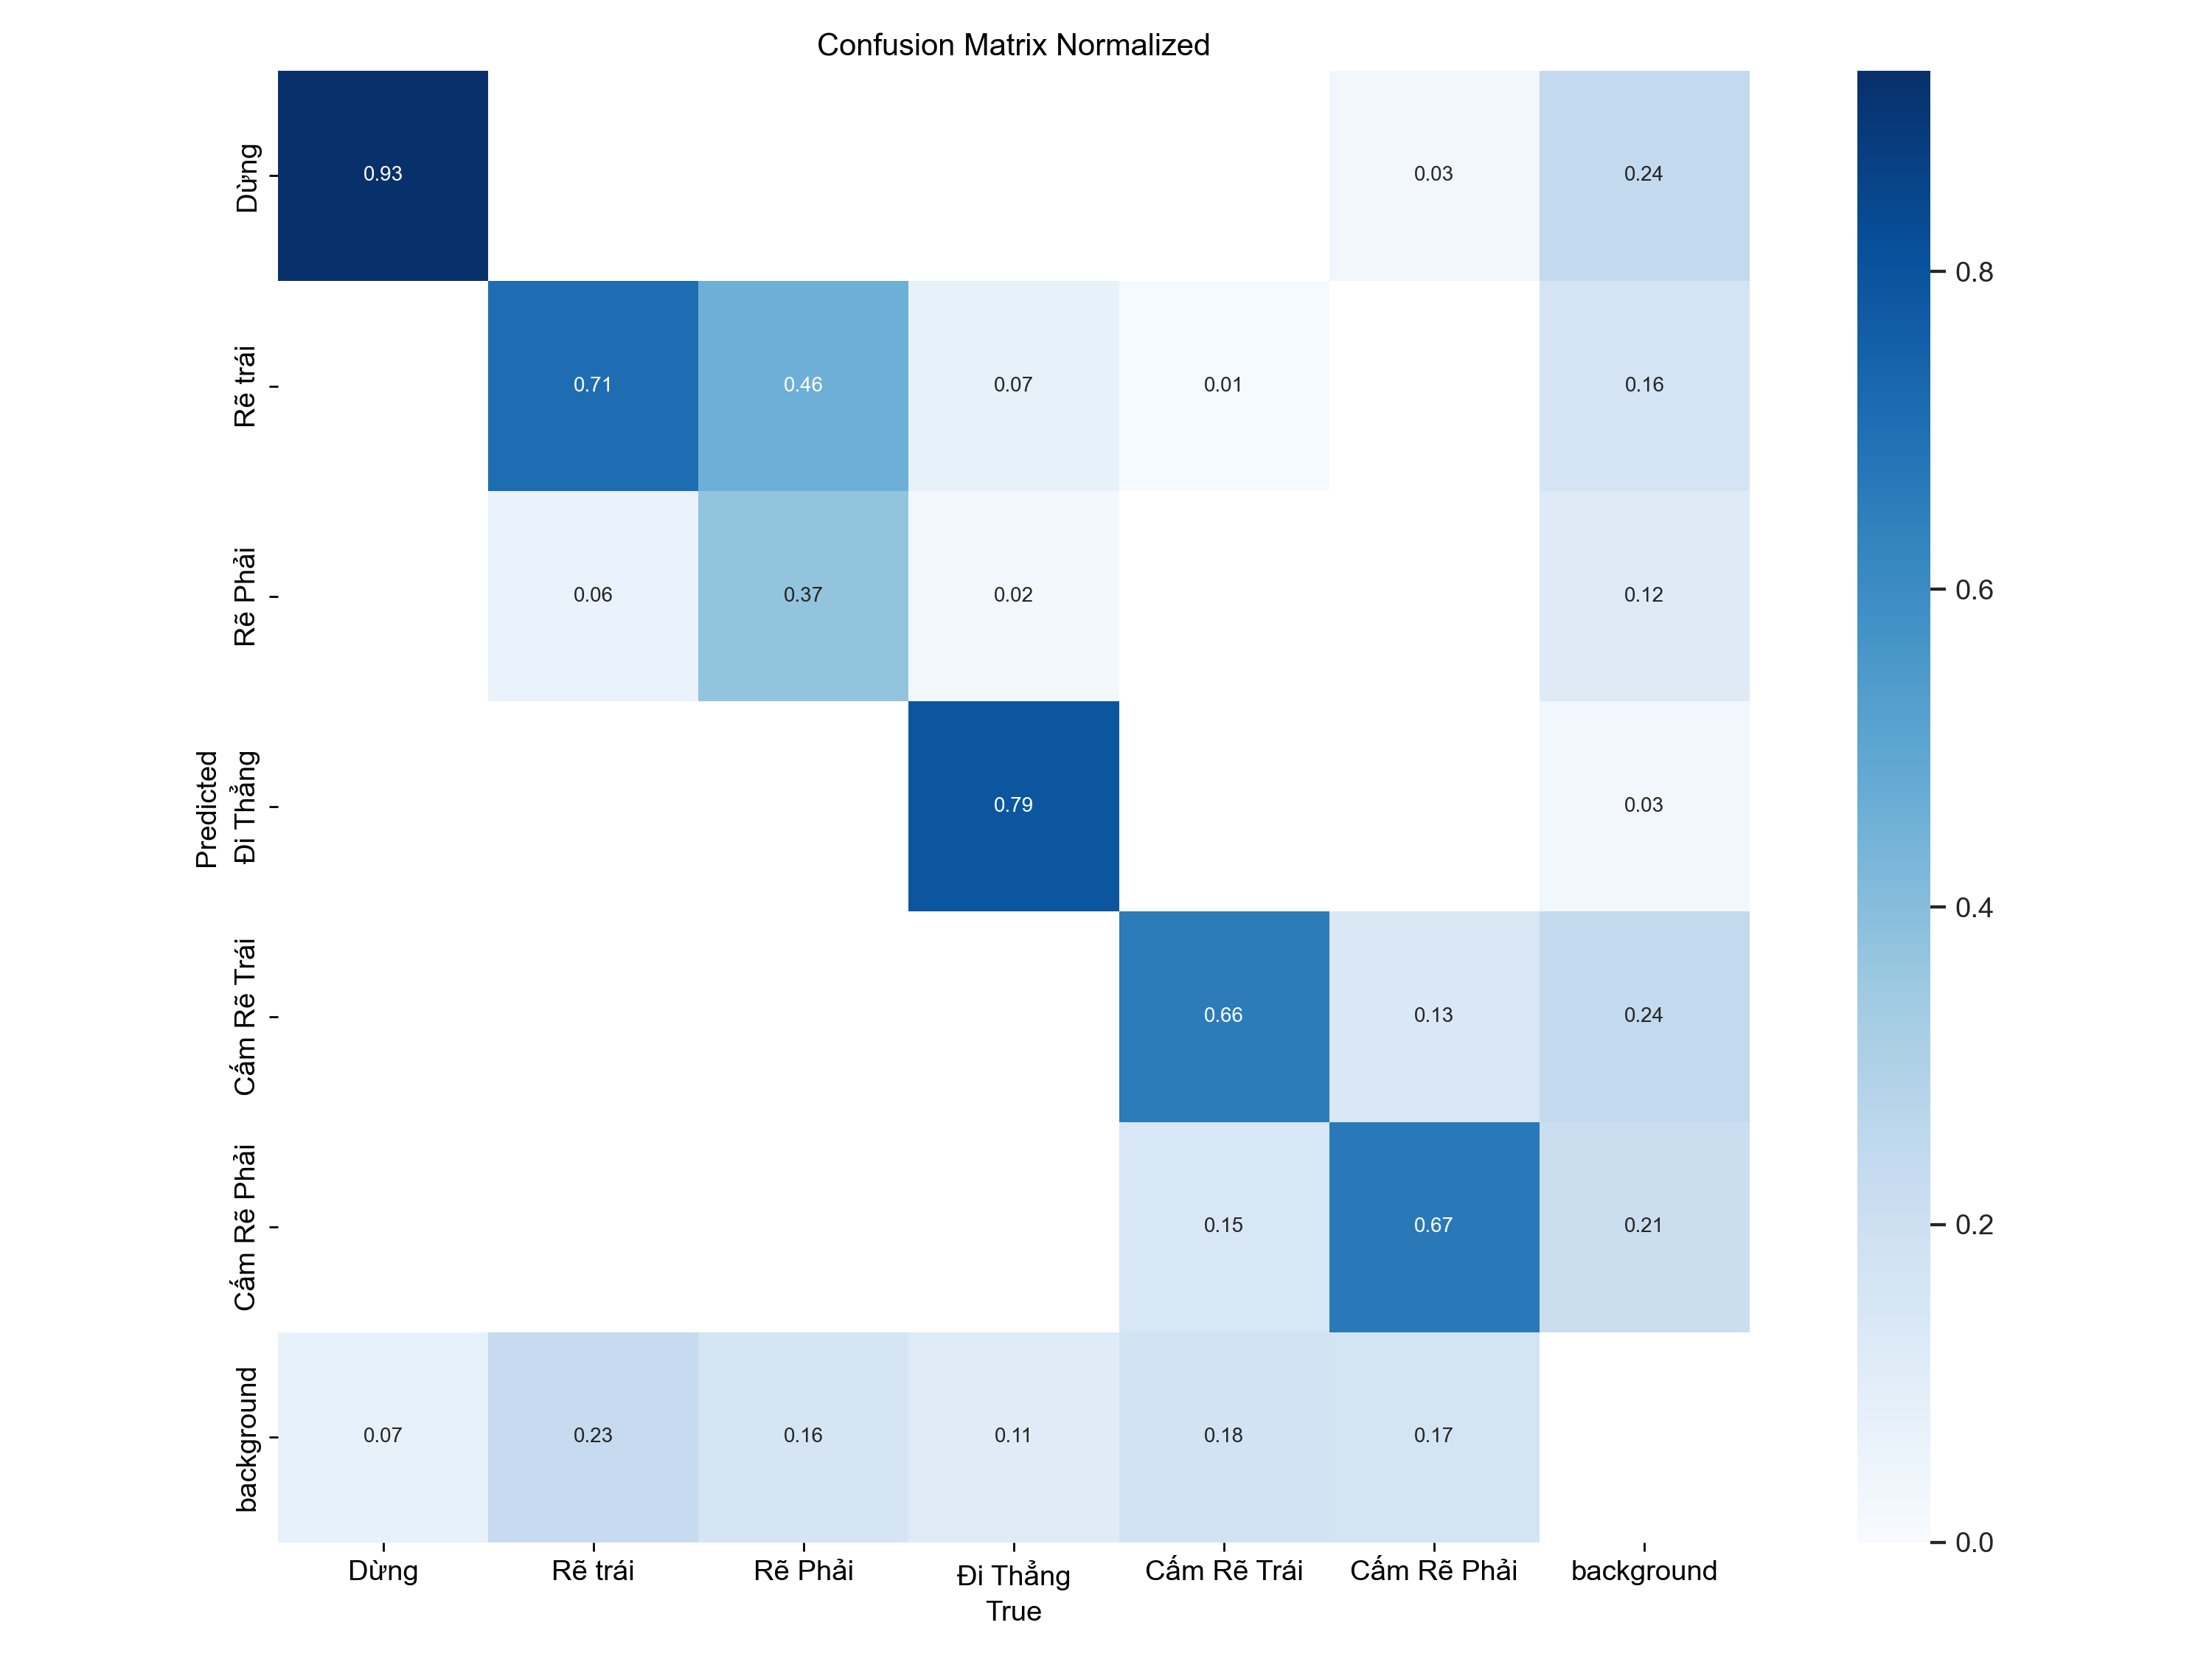 Confusion Matrix Normalized
Dừng
0.93
0.03
0.24
0.8
Rẽ trái
0.71
0.46
0.07
0.01
0.16
0.6
Rẽ Phải
0.06
0.37
0.02
0.12
Predicted
Đi Thẳng
0.79
0.03
0.4
Cấm Rẽ Trái
0.66
0.13
0.24
Cấm Rẽ Phải
0.15
0.67
0.21
0.2
background
0.07
0.23
0.16
0.11
0.18
0.17
0.0
Dừng
Rẽ trái
Rẽ Phải
Đi Thẳng
Cấm Rẽ Trái
Cấm Rẽ Phải
background
True